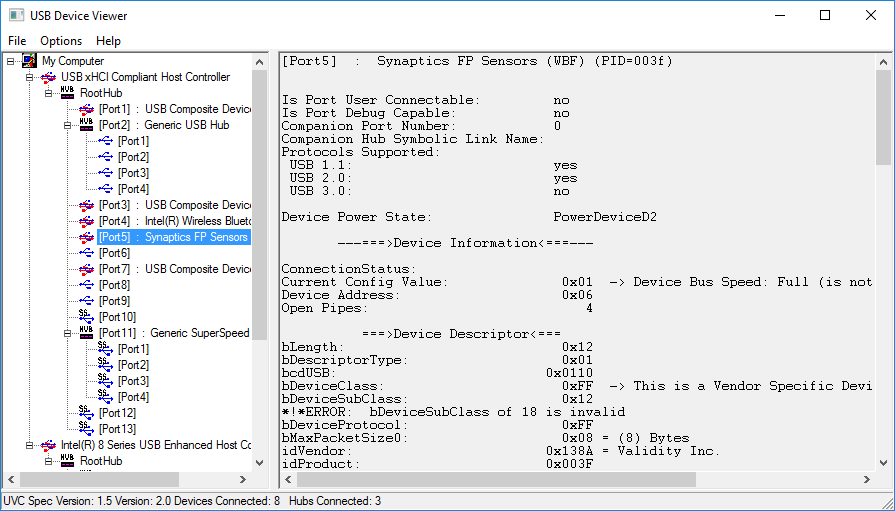 USB Device Viewer
File Options Help
My Computer
USB xHCI Compliant Host Controller
RootHub
[Port1] : USB Composite Device
[Port2] : Generic USB Hub
[Port1]
[Port2]
[Port3]
[Port4]
[Port3] : USB Composite Device
[Port4] : Intel(R) Wireless Blueto
[Port5] : Synaptics FP Sensors
[Port6]
[Port7] : USB Composite Device
[Port8]
[Port9]
[Port10]
[Port11] : Generic SuperSpeed
[Port1]
[Port2]
[Port3]
[Port4]
[Port12]
[Port13]
Intel(R) 8 Series USB Enhanced Host Co
RootHub
[Port5] : Synaptics FP Sensors (WBF) (PID=003f)
Is Port User Connectable: no
Is Port Debug Capable: no
Companion Port Number: 0
Companion Hub Symbolic Link Name:
Protocols Supported:
USB 1.1: yes
USB 2.0: yes
USB 3.0: no
Device Power State: PowerDeviceD2
---===>Device Information<===---
ConnectionStatus:
Current Config Value: 0x01 -> Device Bus Speed: Full (is not
Device Address: 0x06
Open Pipes: 4
===>Device Descriptor<===
bLength: 0x12
bDescriptorType: 0x01
bcdUSB: 0x0110
bDeviceClass: 0xFF -> This is a Vendor Specific Devi
bDeviceSubClass: 0x12
*!*ERROR: bDeviceSubClass of 18 is invalid
bDeviceProtocol: 0xFF
bMaxPacketSize0: 0x08 = (8) Bytes
idVendor: 0x138A = Validity Inc.
idProduct: 0x003F
UVC Spec Version: 1.5 Version: 2.0 Devices Connected: 8 Hubs Connected: 3